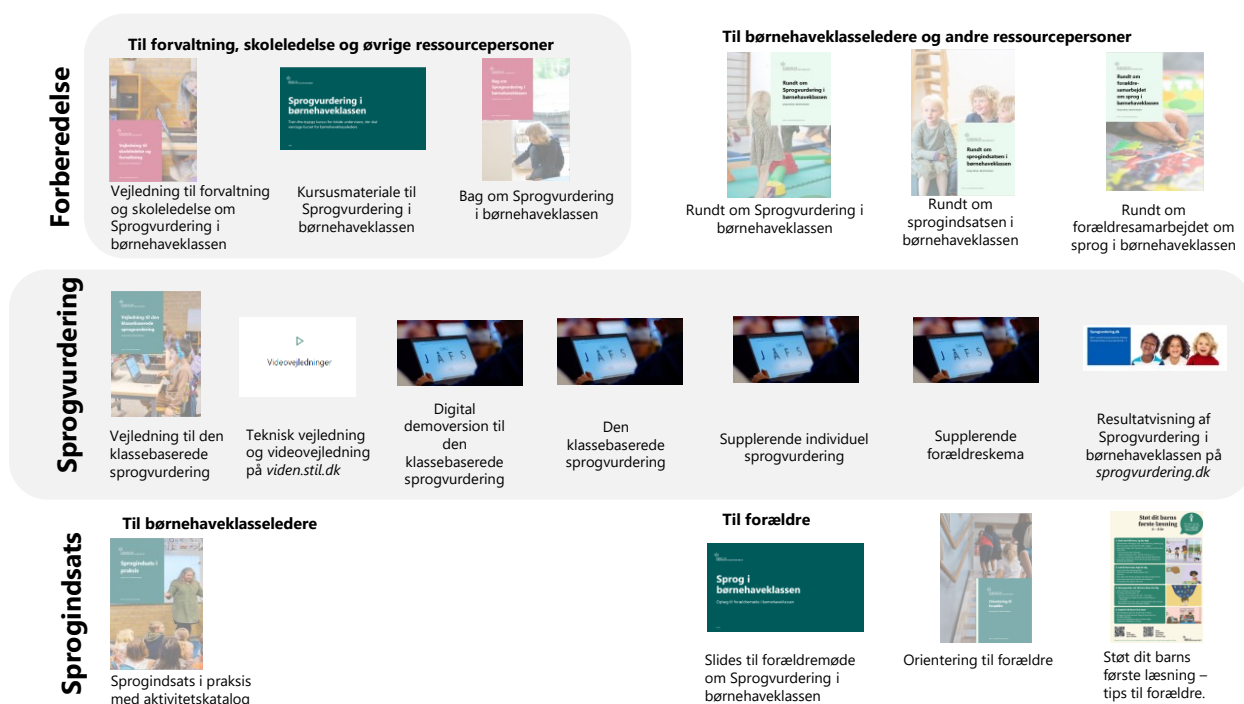 Forberedelse
Til forvaltning, skoleledelse og øvrige ressourcepersoner
Vejledning til
skoleledelse og
forvaltning
Vejledning til forvaltning
og skoleledelse om
Sprogvurdering i
børnehaveklassen
Sprogvurdering i
børnehaveklassen
Kursusmateriale til
Sprogvurdering i
børnehaveklassen
Bag om
Sprogvurdering i
børnehaveklassen
Bag om Sprogvurdering
i børnehaveklassen
Til børnehaveklasseledere og andre ressourcepersoner
Rundt om
Sprogvurdering i
børnehaveklassen
Rundt om Sprogvurdering i
børnehaveklassen
Rundt om
sprogindsatsen i
børnehaveklassen
Rundt om
sprogindsatsen i
børnehaveklassen
Rundt om
forældre-
samarbejdet
om sprog i
børnehaveklassen
Rundt om
forældresamarbejdet om
sprog i børnehaveklassen
Sprogvurdering
Vejledning til den
klassebaserede
sprogvurdering
Vejledning til den
klassebaserede
sprogvurdering
Videovejledninger
Teknisk vejledning
og videovejledning
på viden.stil.dk
J Å F S
Digital
demoversion til
den
klassebaserede
sprogvurdering
J Å F S
Den
klassebaserede
sprogvurdering
J Å F S
Supplerende individuel
sprogvurdering
J Å F S
Supplerende
forældreskema
Sprogvurdering.dk
Resultatvisning af
Sprogvurdering i
børnehaveklassen på
sprogvurdering.dk
Sprogindsats
Til børnehaveklasseledere
Sprogindsats i
praksis
Sprogindsats i praksis
med aktivitetskatalog
Til forældre
Sprog i
børnehaveklassen
Oplæg til forældremøde i børnehaveklassen
Slides til forældremøde
om Sprogvurdering i
børnehaveklassen
Orientering til
forældre
Orientering til forældre
Støt dit barns
første læsning
Støt dit barns
første læsning –
tips til forældre.